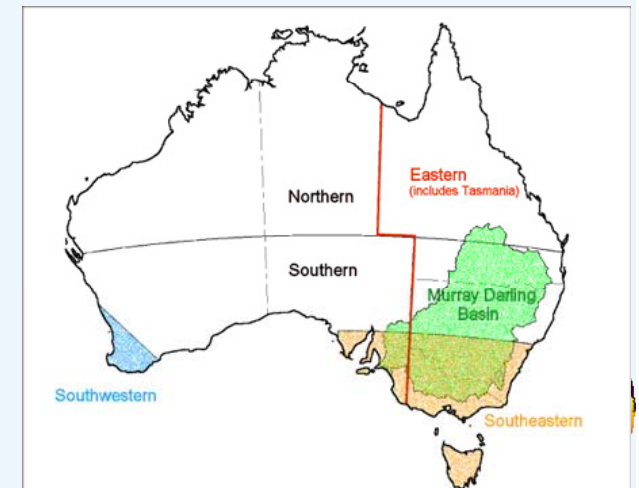 Eastern
(includes Tasmania)
Northern
Southern
Murray Darling
Basin
Southwestern
Southeastern